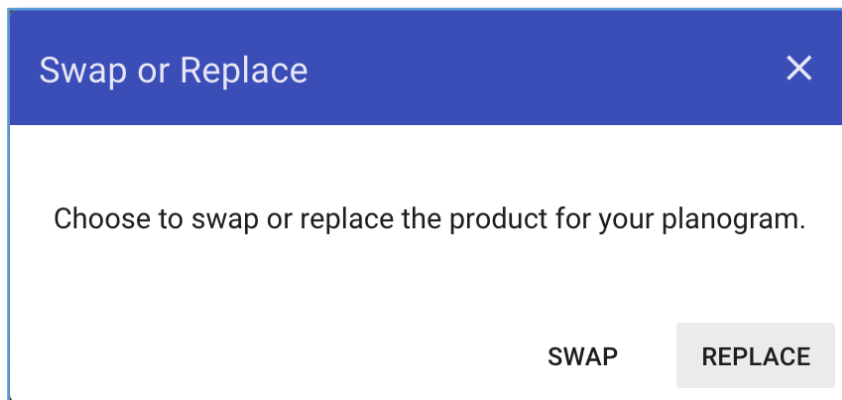 Swap or Replace
Choose to swap or replace the product for your planogram.
SWAP REPLACE